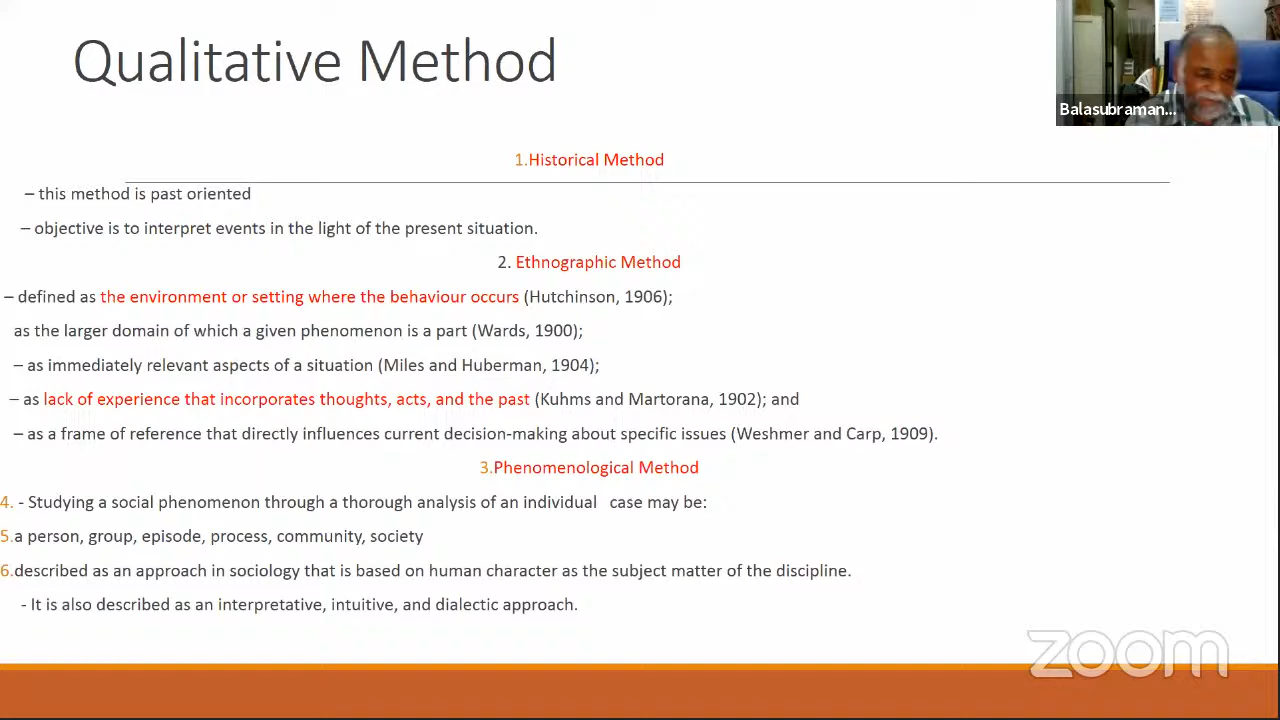 Qualitative Method
Balasubraman...
1.Historical Method
– this method is past oriented
– objective is to interpret events in the light of the present situation.
2. Ethnographic Method
– defined as the environment or setting where the behaviour occurs (Hutchinson, 1906);
as the larger domain of which a given phenomenon is a part (Wards, 1900);
– as immediately relevant aspects of a situation (Miles and Huberman, 1904);
– as lack of experience that incorporates thoughts, acts, and the past (Kuhms and Martorana, 1902); and
– as a frame of reference that directly influences current decision-making about specific issues (Weshmer and Carp, 1909).
3.Phenomenological Method
4. - Studying a social phenomenon through a thorough analysis of an individual case may be:
5.a person, group, episode, process, community, society
6.described as an approach in sociology that is based on human character as the subject matter of the discipline.
- It is also described as an interpretative, intuitive, and dialectic approach.
zoom